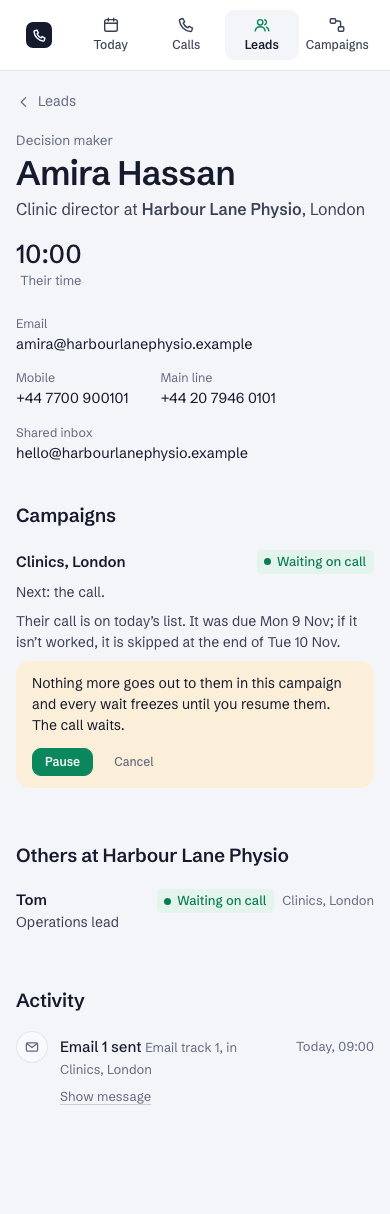 Today
Calls
Leads
Campaigns
Leads
Decision maker
Amira Hassan
Clinic director at Harbour Lane Physio, London
10:00
Their time
Email
amira@harbourlanephysio.example
Mobile
Main line
+44 7700 900101
+44 20 7946 0101
Shared inbox
hello@harbourlanephysio.example
Campaigns
Clinics, London
Waiting on call
Next: the call.
Their call is on today’s list. It was due Mon 9 Nov; if it
isn’t worked, it is skipped at the end of Tue 10 Nov.
Nothing more goes out to them in this campaign
and every wait freezes until you resume them.
The call waits.
Pause
Cancel
Others at Harbour Lane Physio
Tom
Waiting on call
Clinics, London
Operations lead
Activity
Email 1 sent Email track 1, in
Clinics, London
Today, 09:00
Show message